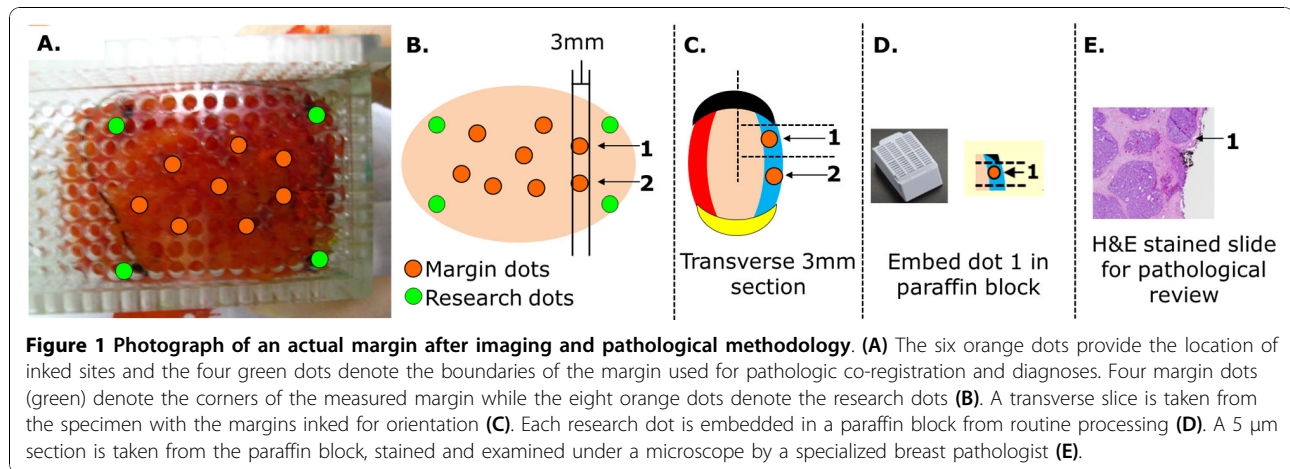 A.
B.
3mm
1
2
Margin dots
Research dots
C.
1
2
Transverse 3mm
section
D.
1
Embed dot 1 in
paraffin block
E.
1
H&E stained slide
for pathological
review
Figure 1 Photograph of an actual margin after imaging and pathological methodology. (A) The six orange dots provide the location of
inked sites and the four green dots denote the boundaries of the margin used for pathologic co-registration and diagnoses. Four margin dots
(green) denote the corners of the measured margin while the eight orange dots denote the research dots (B). A transverse slice is taken from
the specimen with the margins inked for orientation (C). Each research dot is embedded in a paraffin block from routine processing (D). A 5 μm
section is taken from the paraffin block, stained and examined under a microscope by a specialized breast pathologist (E).